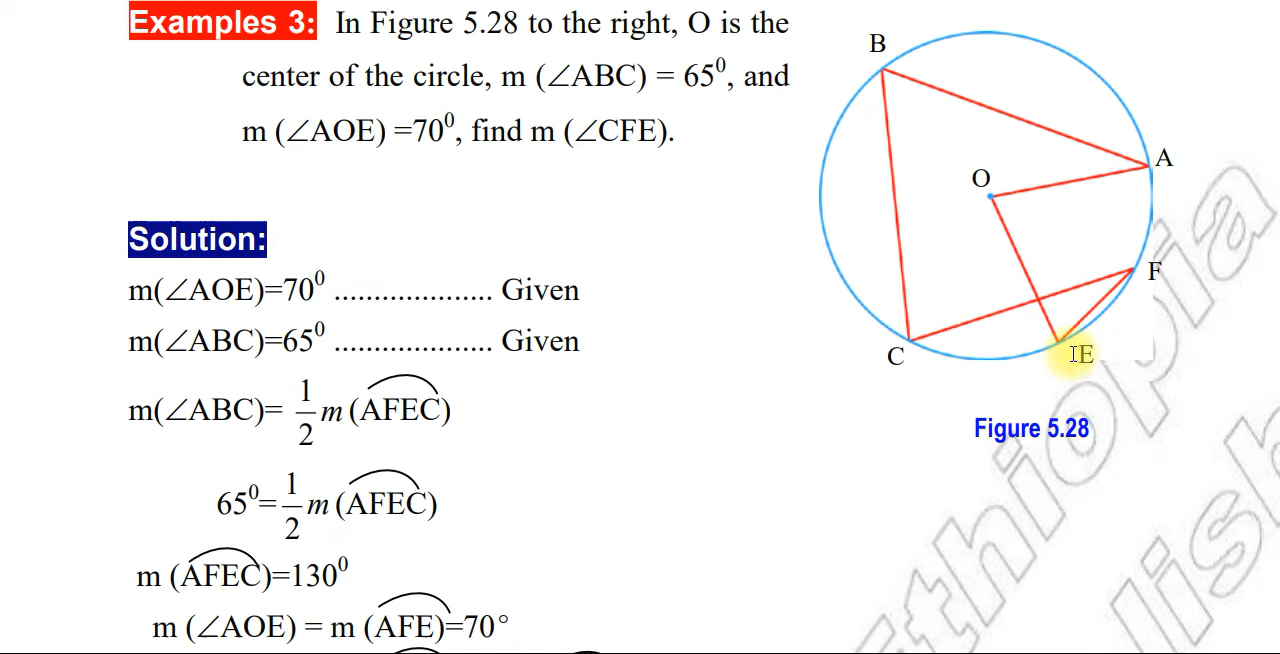 Examples 3: In Figure 5.28 to the right, O is the
center of the circle, m (∠ABC) = 65⁰, and
m (∠AOE) =70⁰, find m (∠CFE).
Solution:
m(∠AOE)=70⁰ ..................... Given
m(∠ABC)=65⁰ ................... Given
m(∠ABC)= 1/2 m (AFEC)
65⁰= 1/2 m (AFEC)
m (AFEC)=130⁰
m (∠AOE) = m (AFE)=70°
B
A
O
F
C
E
Figure 5.28